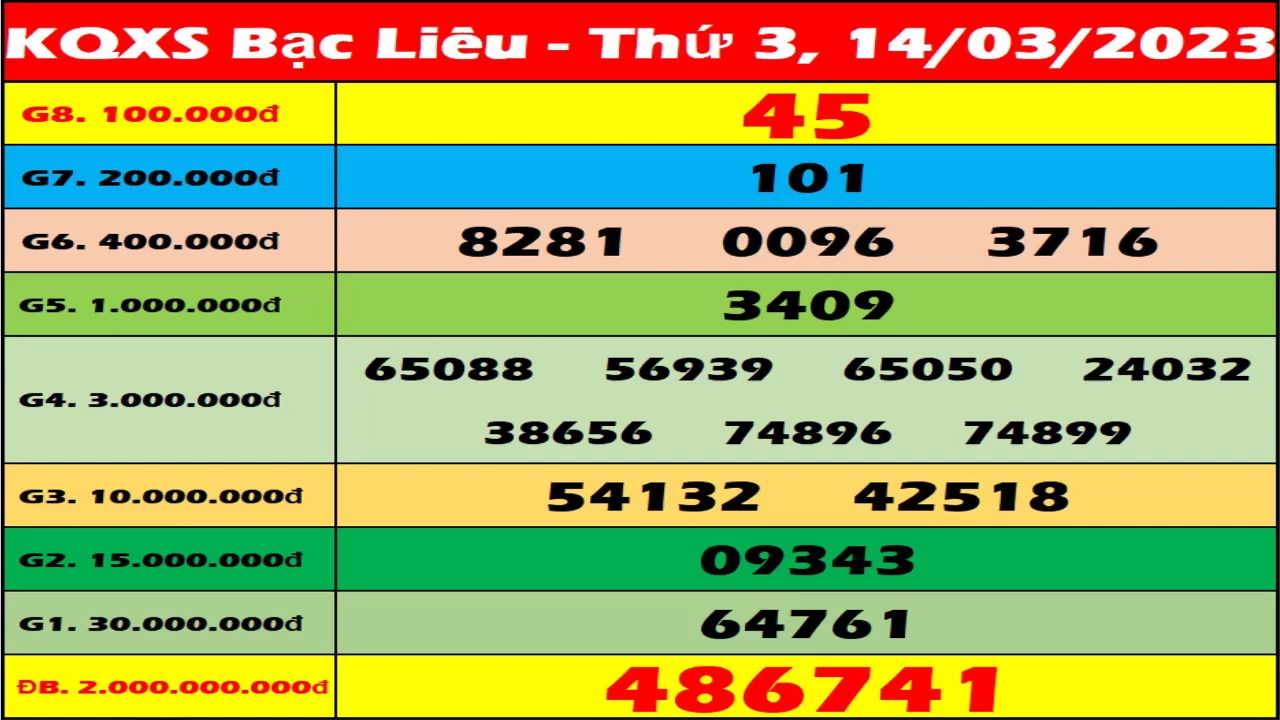 KQXS Bạc Liêu - Thứ 3, 14/03/2023
G8. 100.000đ 45
G7. 200.000đ 101
G6. 400.000đ 8281 0096 3716
G5. 1.000.000đ 3409
G4. 3.000.000đ 65088 56939 65050 24032
38656 74896 74899
G3. 10.000.000đ 54132 42518
G2. 15.000.000đ 09343
G1. 30.000.000đ 64761
ĐB. 2.000.000.000đ 486741